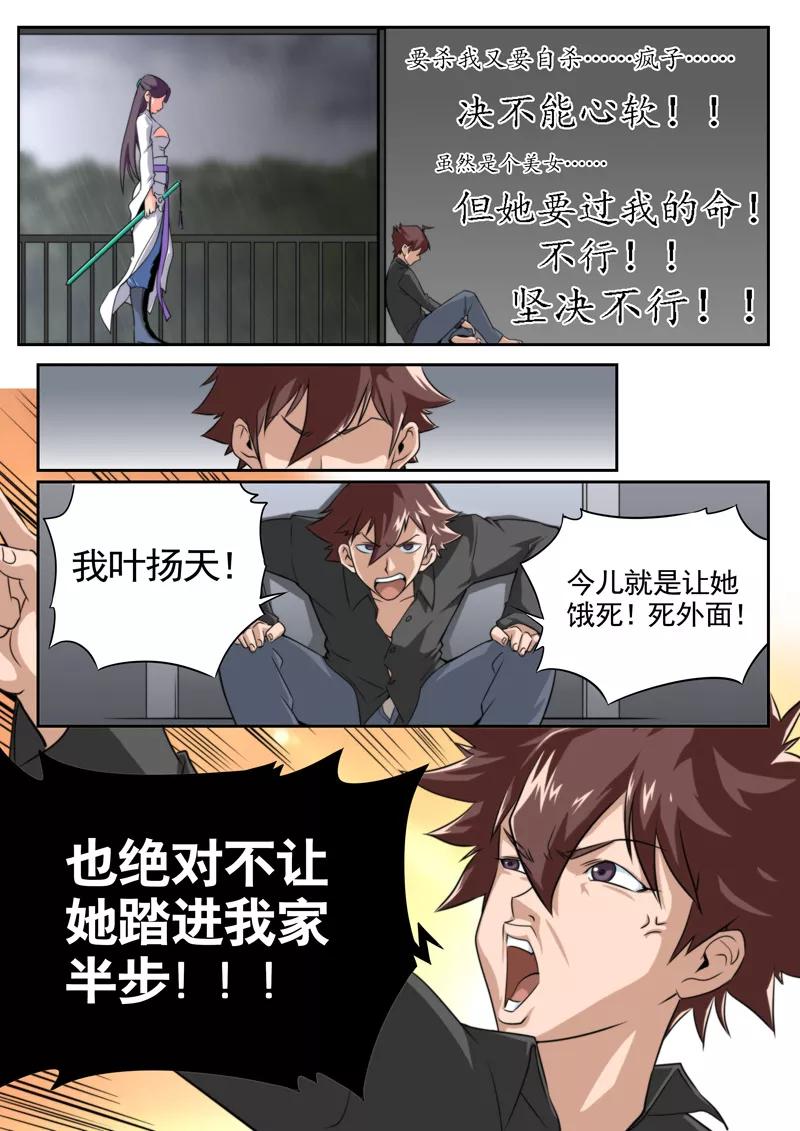 要杀我又要自杀……疯子……
决不能心软！！
虽然是个美女……
但她要过我的命！
不行！！
坚决不行！！
我叶扬天！
今儿就是让她
饿死！死外面！
也绝对不让
她踏进我家
半步！！！